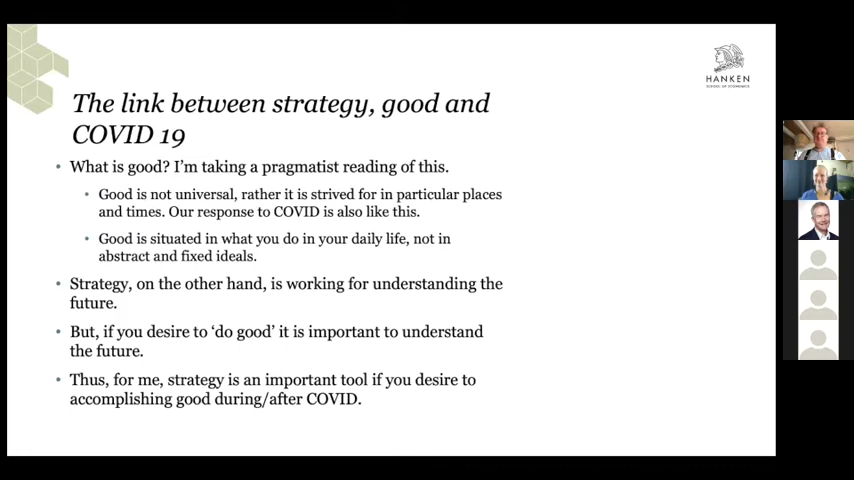 HANKEN
SCHOOL OF ECONOMICS
The link between strategy, good and
COVID 19
• What is good? I'm taking a pragmatist reading of this.
• Good is not universal, rather it is strived for in particular places
and times. Our response to COVID is also like this.
• Good is situated in what you do in your daily life, not in
abstract and fixed ideals.
• Strategy, on the other hand, is working for understanding the
future.
• But, if you desire to 'do good' it is important to understand
the future.
• Thus, for me, strategy is an important tool if you desire to
accomplishing good during/after COVID.